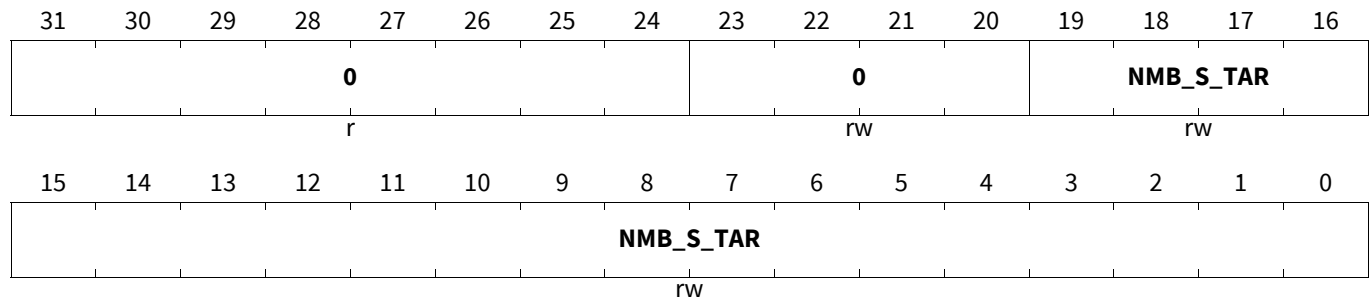 31 30 29 28 27 26 25 24 23 22 21 20 19 18 17 16
0 0 NMB_S_TAR
r rw rw
15 14 13 12 11 10 9 8 7 6 5 4 3 2 1 0
NMB_S_TAR
rw